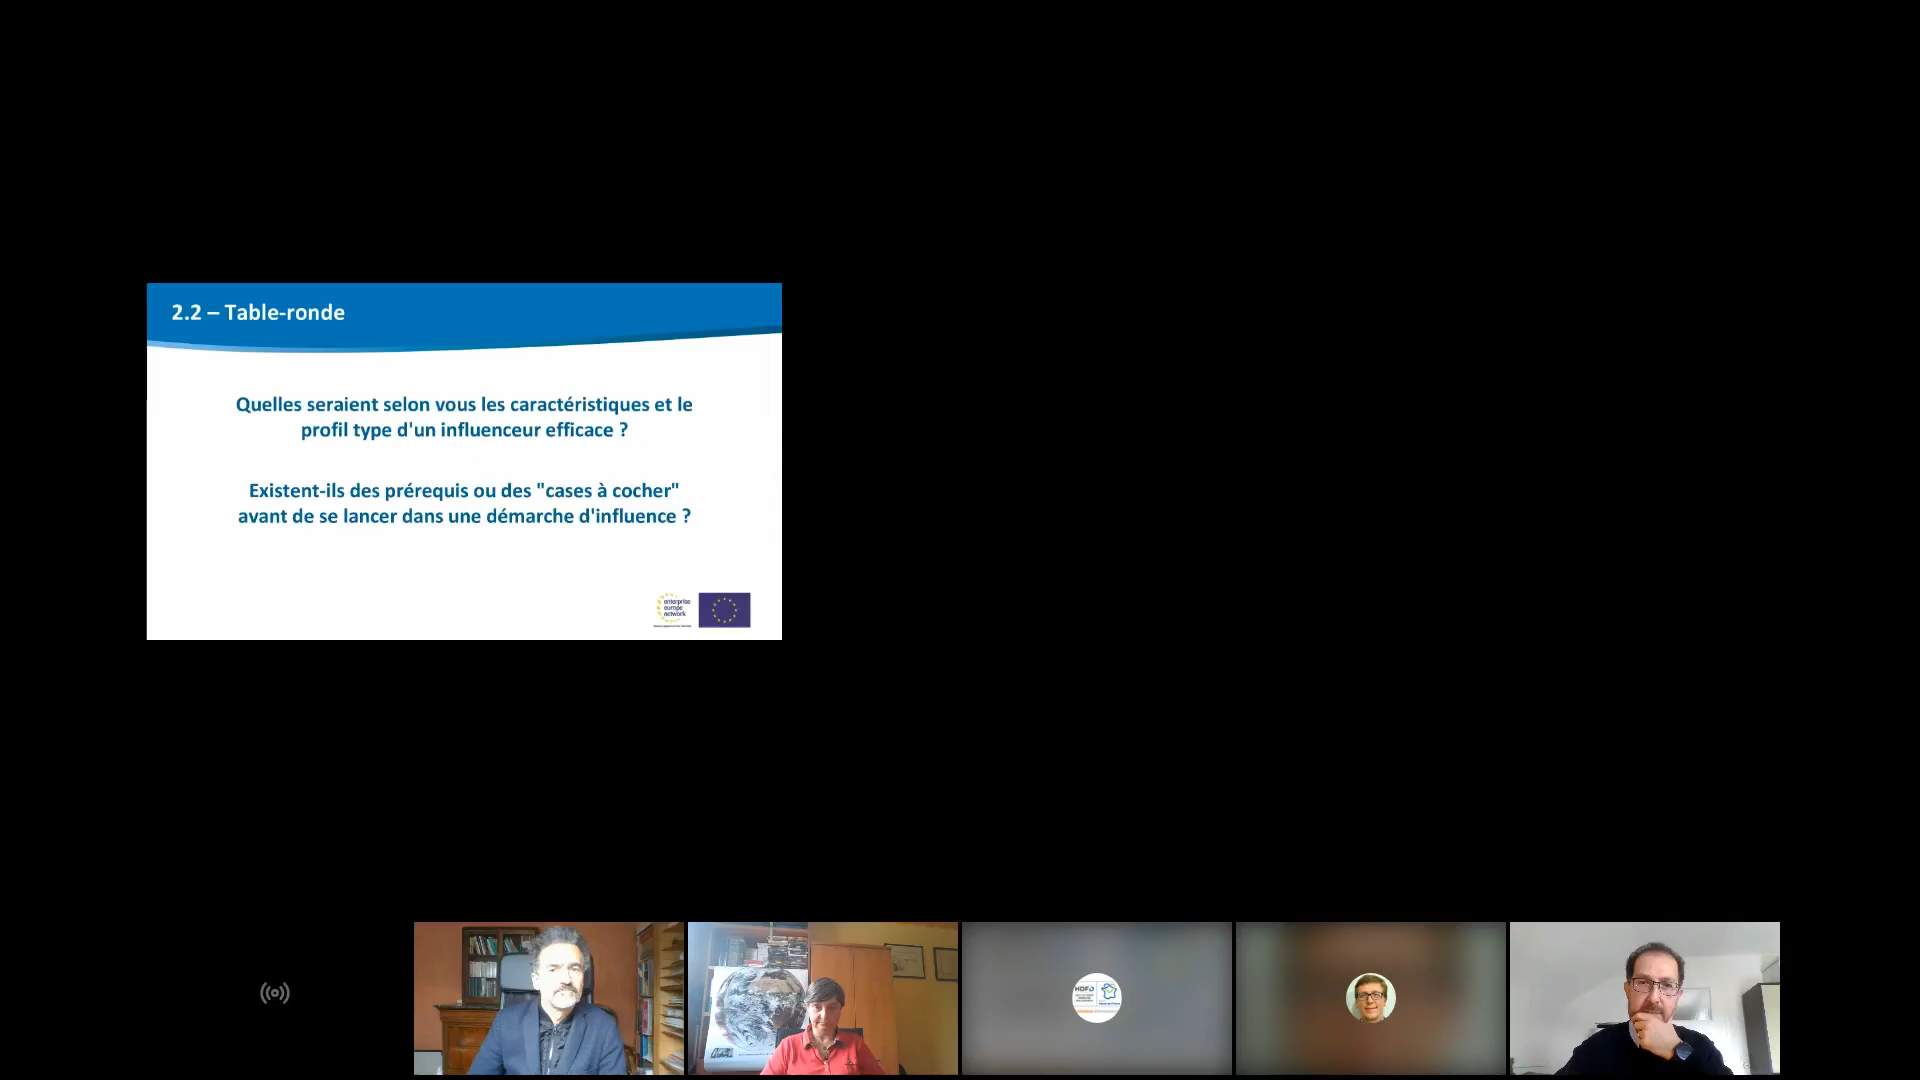 2.2 – Table-ronde
Quelles seraient selon vous les caractéristiques et le
profil type d'un influenceur efficace ?
Existent-ils des prérequis ou des "cases à cocher"
avant de se lancer dans une démarche d'influence ?
enterprise
europe
network
HDF